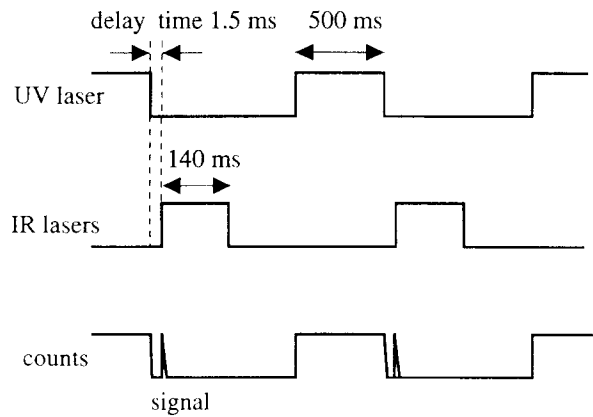 delay time 1.5 ms 500 ms
UV laser
140 ms
IR lasers
counts
signal